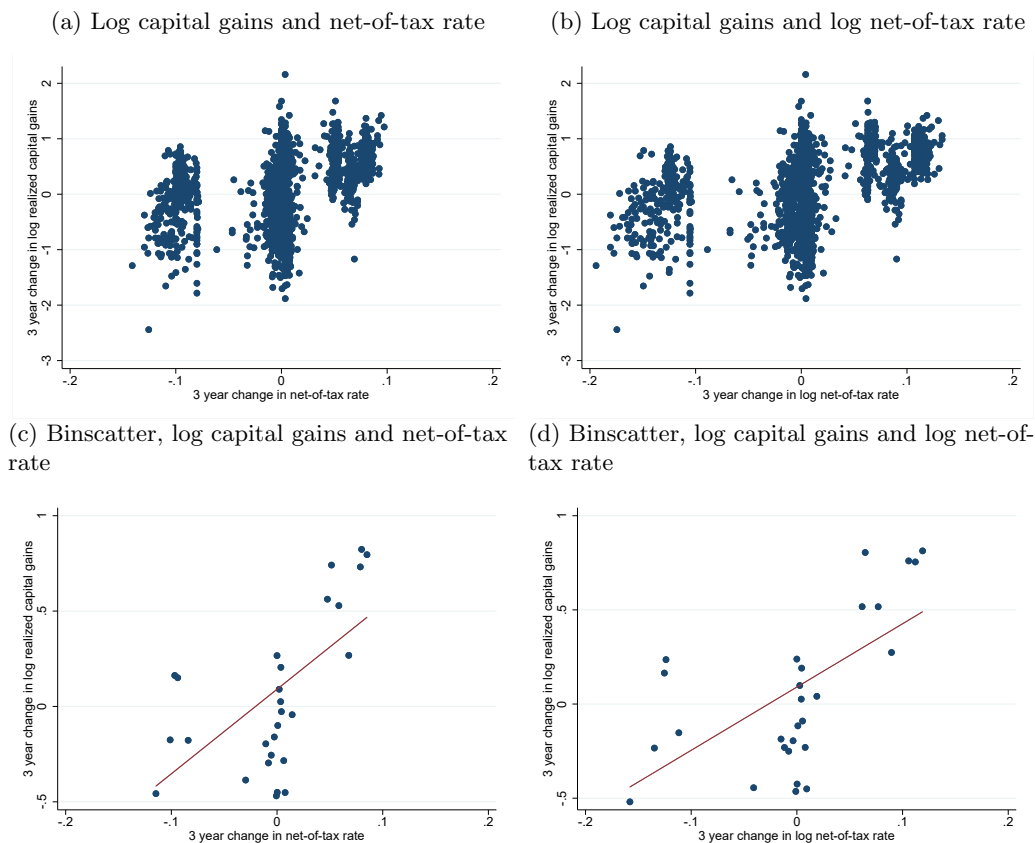 (a) Log capital gains and net-of-tax rate
3 year change in log realized capital gains
2
1
0
-1
-2
-3
-.2
-.1
0
.1
.2
3 year change in net-of-tax rate
(b) Log capital gains and log net-of-tax rate
3 year change in log realized capital gains
2
1
0
-1
-2
-3
-.2
-.1
0
.1
.2
3 year change in log net-of-tax rate
(c) Binscatter, log capital gains and net-of-tax
rate
3 year change in log realized capital gains
1
.5
0
-.5
-.2
-.1
0
.1
.2
3 year change in net-of-tax rate
(d) Binscatter, log capital gains and log net-of-
tax rate
3 year change in log realized capital gains
1
.5
0
-.5
-.2
-.1
0
.1
.2
3 year change in log net-of-tax rate